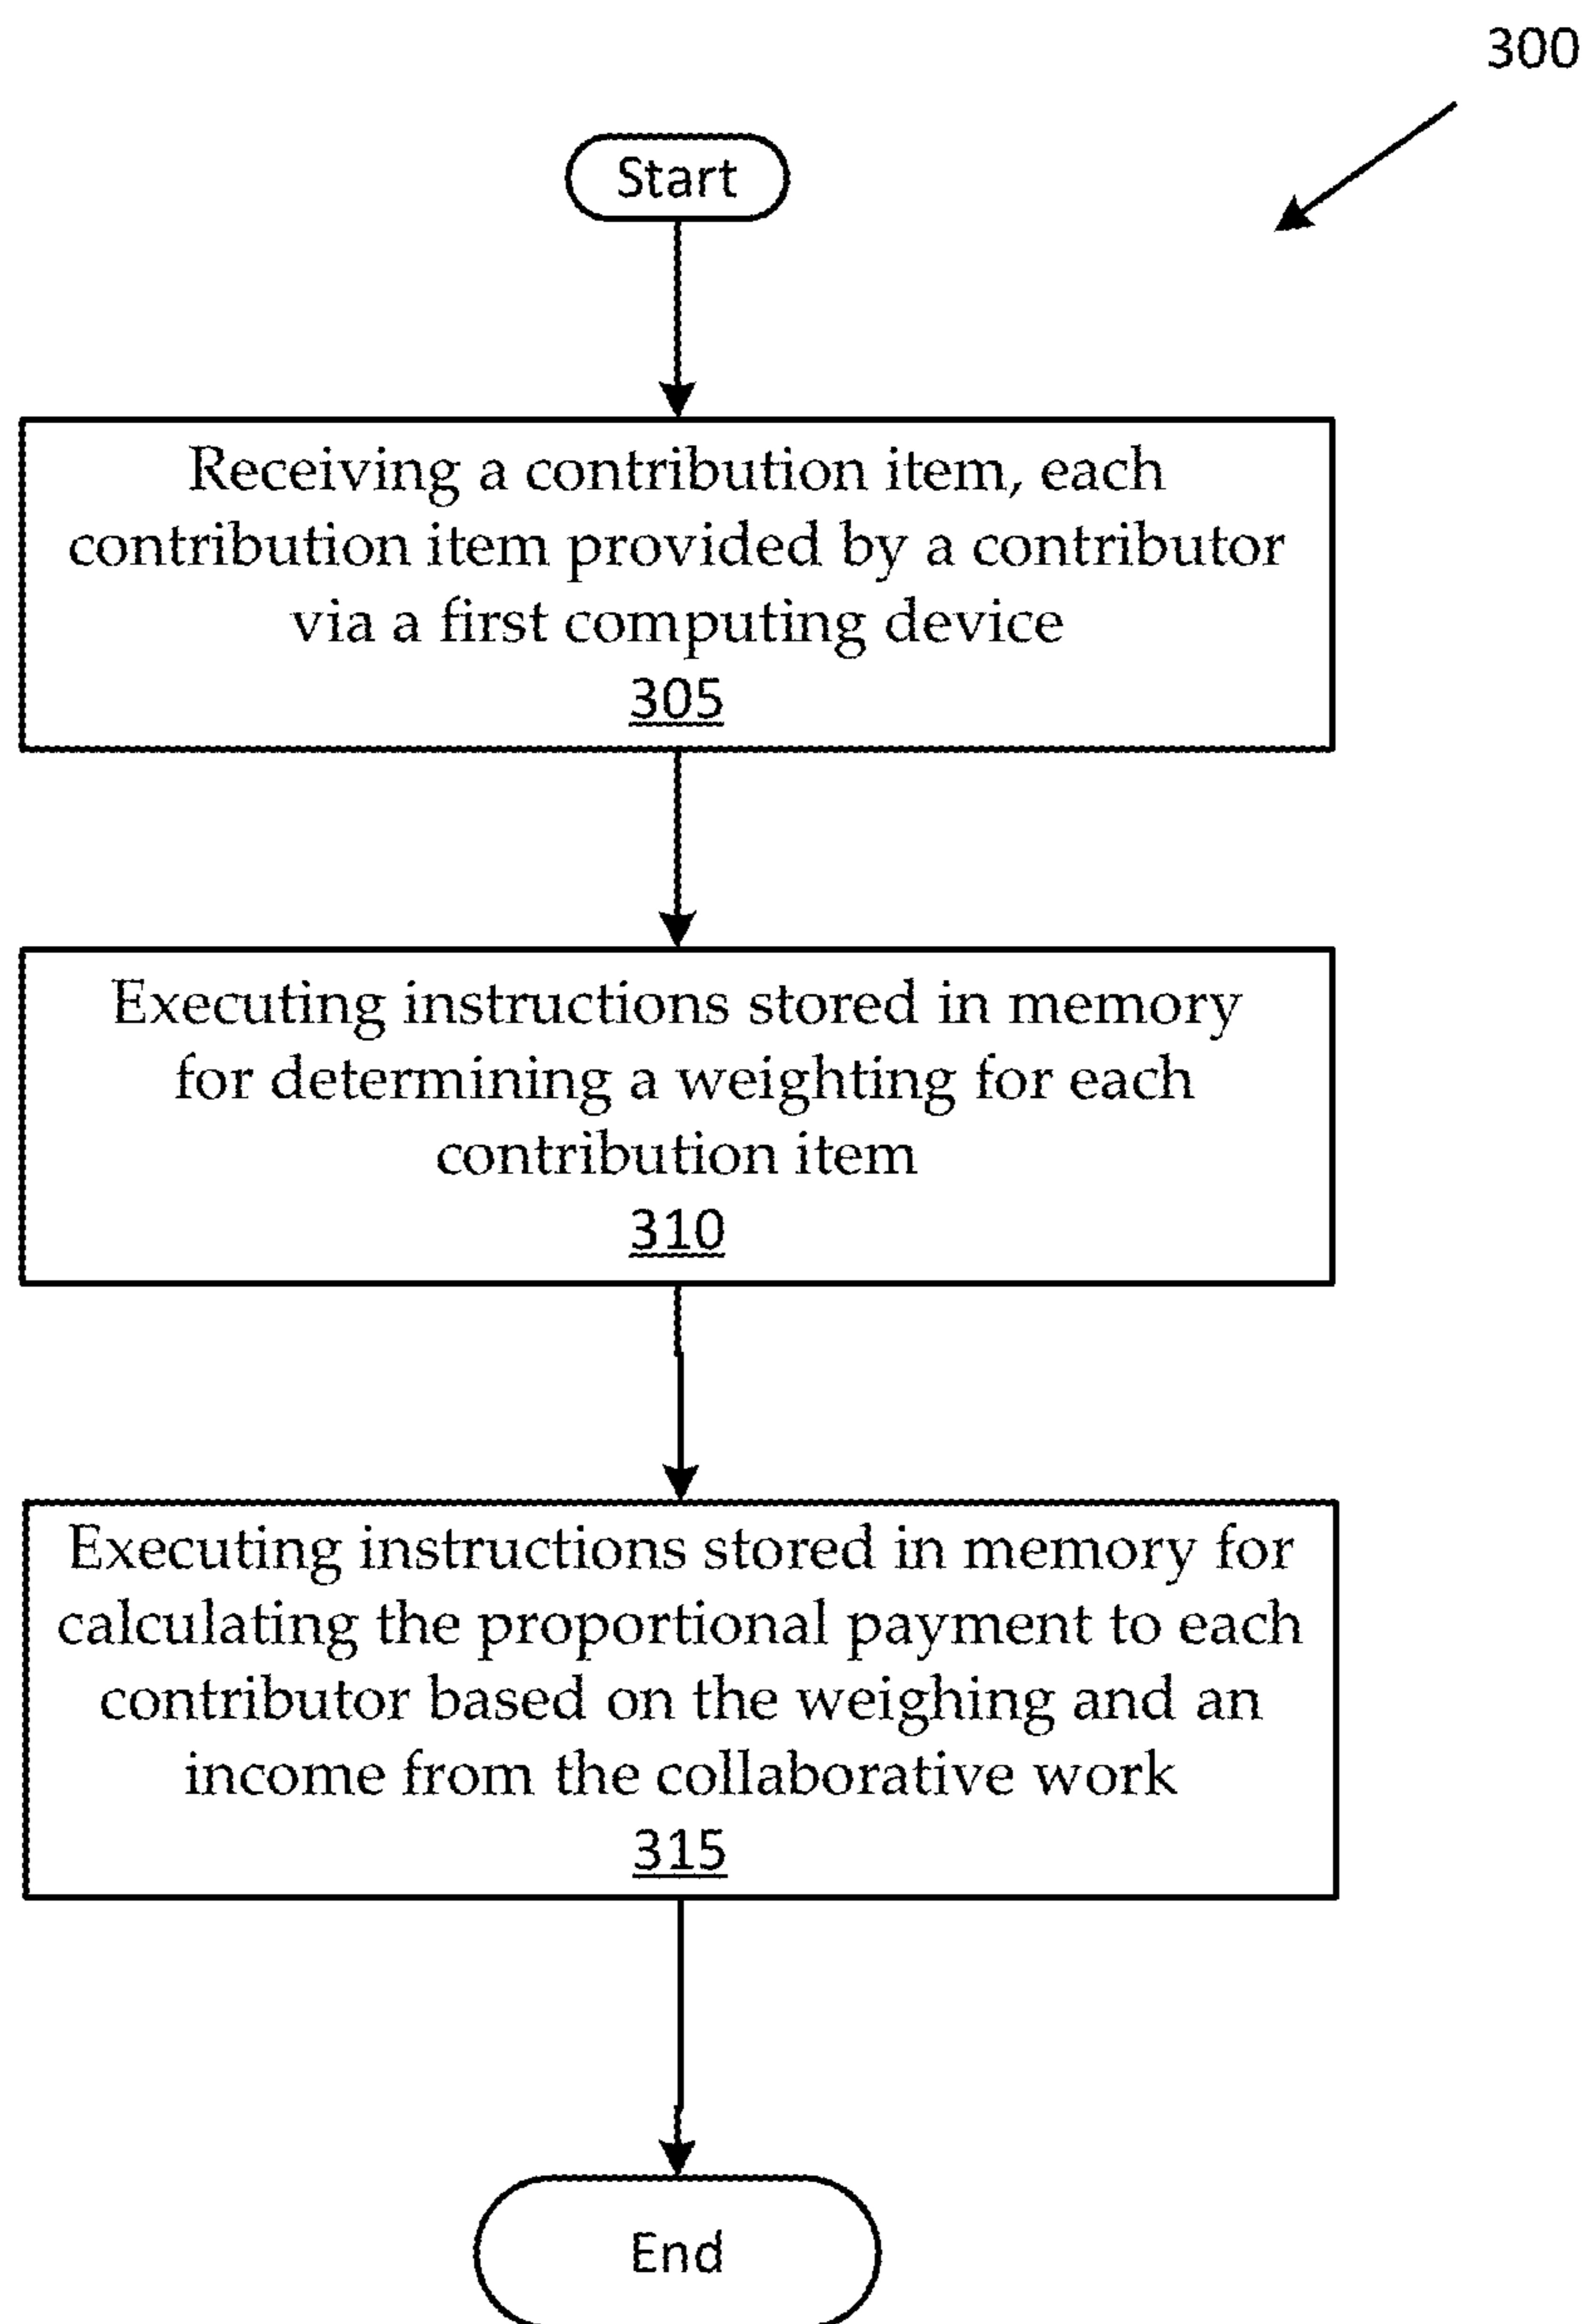 300
Start
Receiving a contribution item, each
contribution item provided by a contributor
via a first computing device
305
Executing instructions stored in memory
for determining a weighting for each
contribution item
310
Executing instructions stored in memory for
calculating the proportional payment to each
contributor based on the weighing and an
income from the collaborative work
315
End